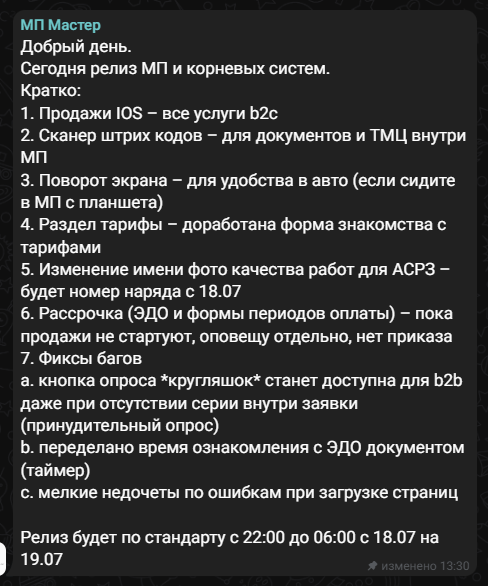 МП Мастер
Добрый день.
Сегодня релиз МП и корневых систем.
Кратко:
1. Продажи IOS – все услуги b2c
2. Сканер штрих кодов – для документов и ТМЦ внутри
МП
3. Поворот экрана – для удобства в авто (если сидите
в МП с планшета)
4. Раздел тарифы – доработана форма знакомства с
тарифами
5. Изменение имени фото качества работ для АСРЗ –
будет номер наряда с 18.07
6. Рассрочка (ЭДО и формы периодов оплаты) – пока
продажи не стартуют, оповещу отдельно, нет приказа
7. Фиксы багов
a. кнопка опроса *кругляшок* станет доступна для b2b
даже при отсутствии серии внутри заявки
(принудительный опрос)
b. переделано время ознакомления с ЭДО документом
(таймер)
c. мелкие недочеты по ошибкам при загрузке страниц
Релиз будет по стандарту с 22:00 до 06:00 с 18.07 на
19.07
изменено 13:30